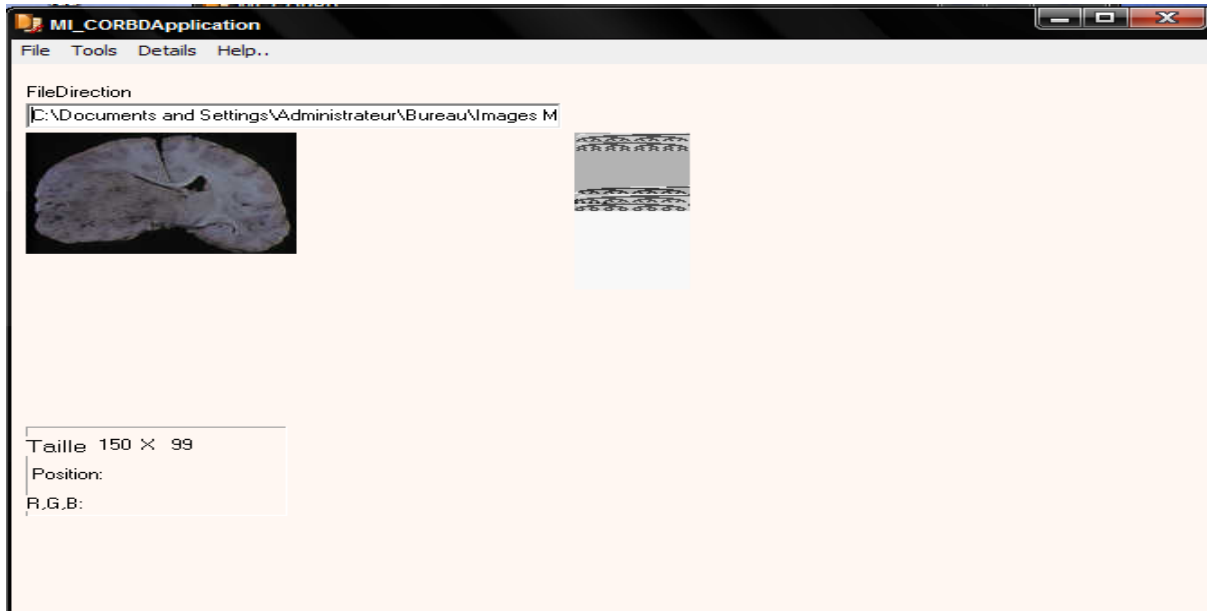 MI_CORBDApplication
File Tools Details Help..
FileDirection
C:\Documents and Settings\Administrateur\Bureau\Images M
Taille 150 X 99
Position:
R,G,B: